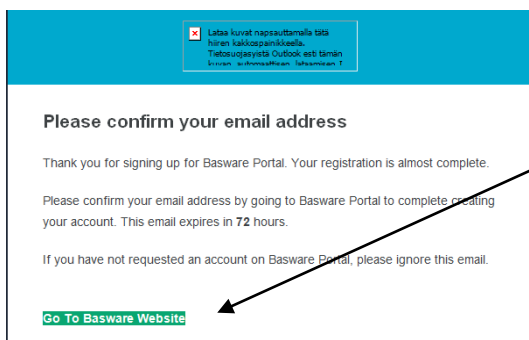 Lataa kuvat napsauttamalla tätä
hiiren kakkospainikkeella.
Tietosuojasyistä Outlook esti tämän
kuvan automaattisen lataamisen I
Please confirm your email address
Thank you for signing up for Basware Portal. Your registration is almost complete.
Please confirm your email address by going to Basware Portal to complete creating
your account. This email expires in 72 hours.
If you have not requested an account on Basware Portal, please ignore this email.
Go To Basware Website